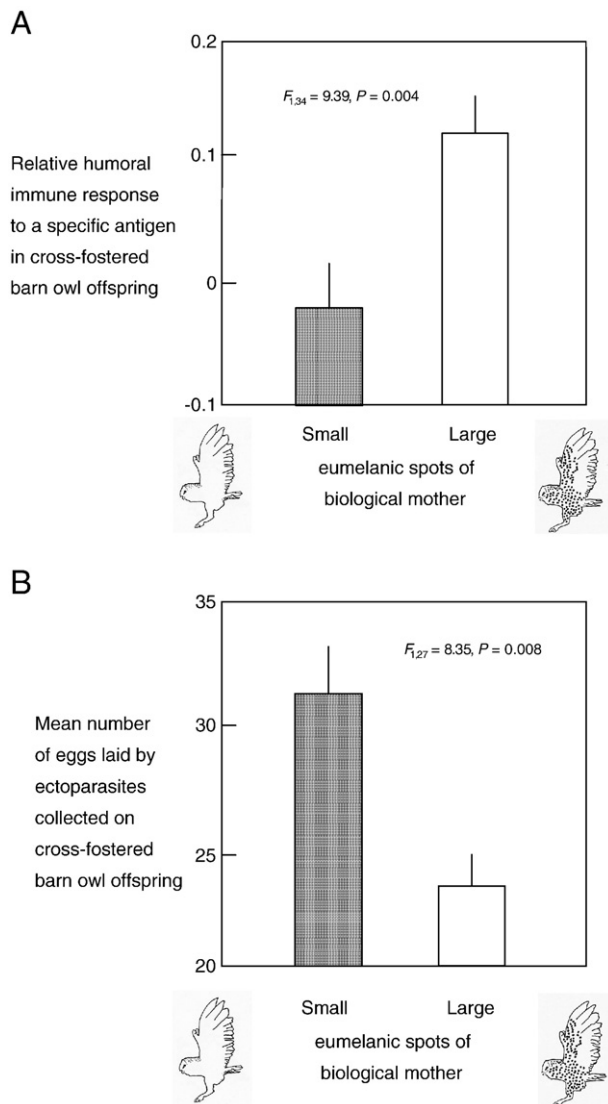 A
0.2
F1,34 = 9.39, P = 0.004
0.1
Relative humoral
immune response
to a specific antigen
in cross-fostered
barn owl offspring
0
-0.1
Small Large
eumelanic spots of
biological mother
B
35
F1,27 = 8.35, P = 0.008
30
Mean number
of eggs laid by
ectoparasites
collected on
cross-fostered
barn owl offspring
25
20
Small Large
eumelanic spots of
biological mother